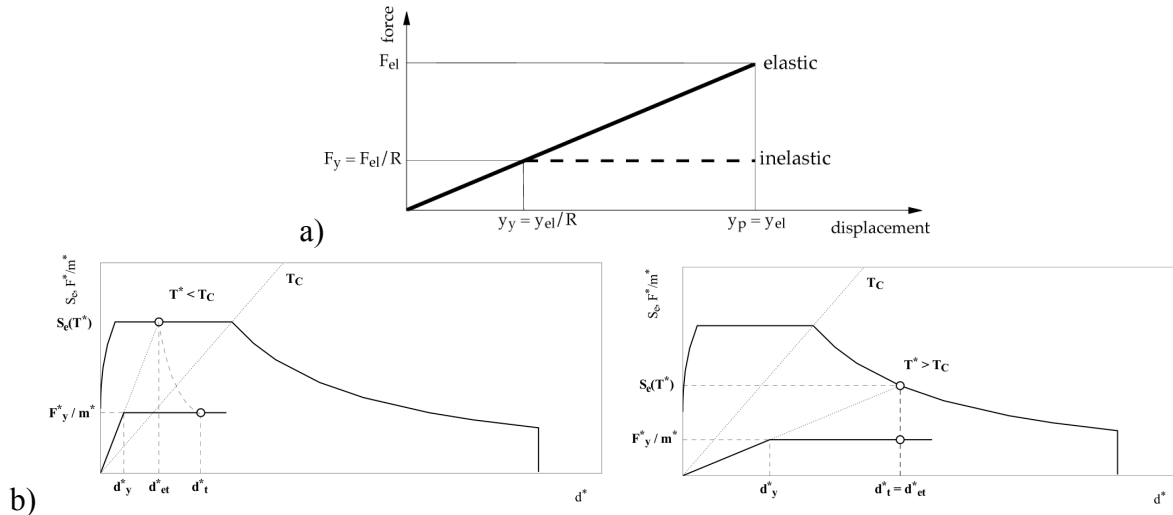 force
F_el
elastic
F_y = F_el/R
inelastic
a)
y_y = y_el/R
y_p = y_el
displacement
S_e, F*/m*
T* < T_C
T_C
S_e(T*)
F*_y / m*
d*_y
d*_et
d*_t
d*
b)
S_e, F*/m*
T_C
T* > T_C
S_e(T*)
F*_y / m*
d*_y
d*_t = d*_et
d*